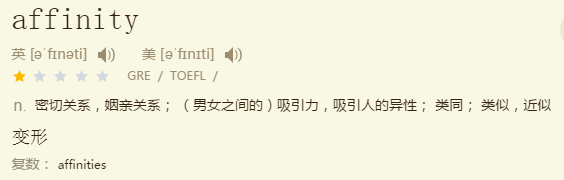 affinity
英 [əˈfɪnəti] 美 [əˈfɪnɪti]
GRE / TOEFL /
n. 密切关系，姻亲关系； （男女之间的）吸引力，吸引人的异性； 类同； 类似，近似
变形
复数： affinities